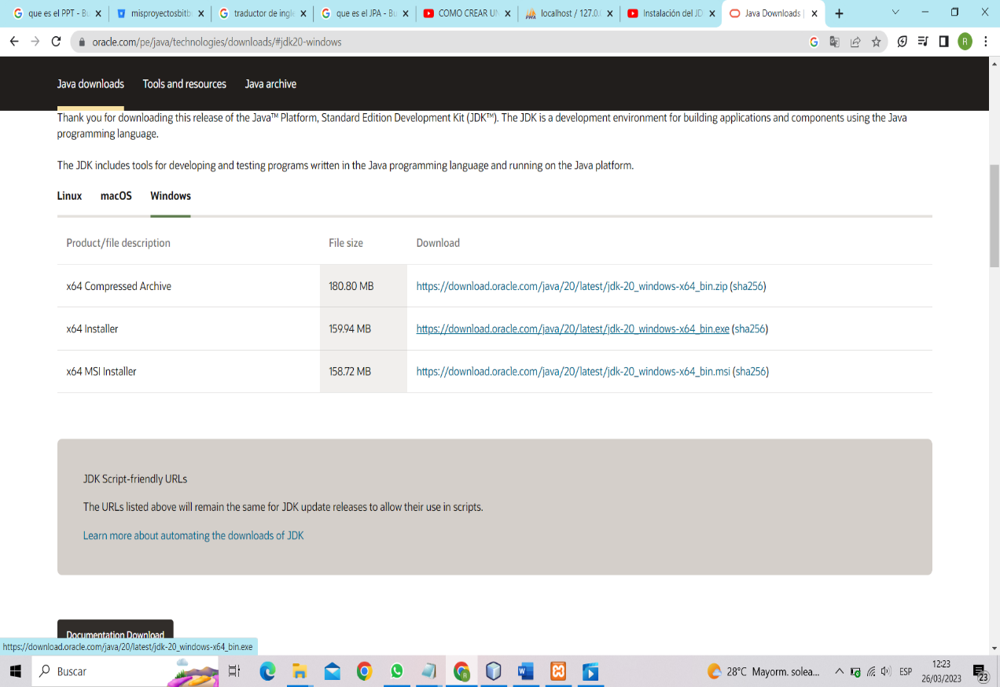 que es el PPT - Bu
misproyectosbitb
traductor de ingle
que es el JPA - Bu
COMO CREAR UN
localhost / 127.0.0
Instalación del JD
Java Downloads |
oracle.com/pe/java/technologies/downloads/#jdk20-windows
R
Java downloads Tools and resources Java archive
Thank you for downloading this release of the Java™ Platform, Standard Edition Development Kit (JDK™). The JDK is a development environment for building applications and components using the Java
programming language.
The JDK includes tools for developing and testing programs written in the Java programming language and running on the Java platform.
Linux macOS Windows
Product/file description File size Download
x64 Compressed Archive 180.80 MB https://download.oracle.com/java/20/latest/jdk-20_windows-x64_bin.zip (sha256)
x64 Installer 159.94 MB https://download.oracle.com/java/20/latest/jdk-20_windows-x64_bin.exe (sha256)
x64 MSI Installer 158.72 MB https://download.oracle.com/java/20/latest/jdk-20_windows-x64_bin.msi (sha256)
JDK Script-friendly URLs
The URLs listed above will remain the same for JDK update releases to allow their use in scripts.
Learn more about automating the downloads of JDK
Documentation Download
https://download.oracle.com/java/20/latest/jdk-20_windows-x64_bin.exe
Buscar
28°C Mayorm. solea...
ESP
12:23
26/03/2023
23